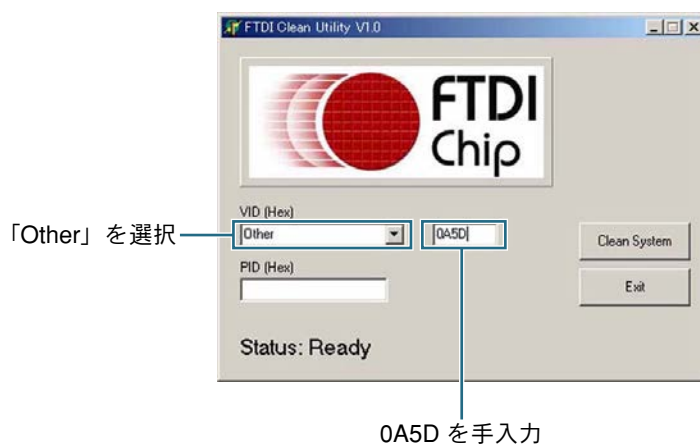 FTDI Clean Utility V1.0
FTDI
Chip
VID (Hex)
「Other」を選択
Other
0A5D
Clean System
PID (Hex)
Exit
Status: Ready
0A5D を手入力